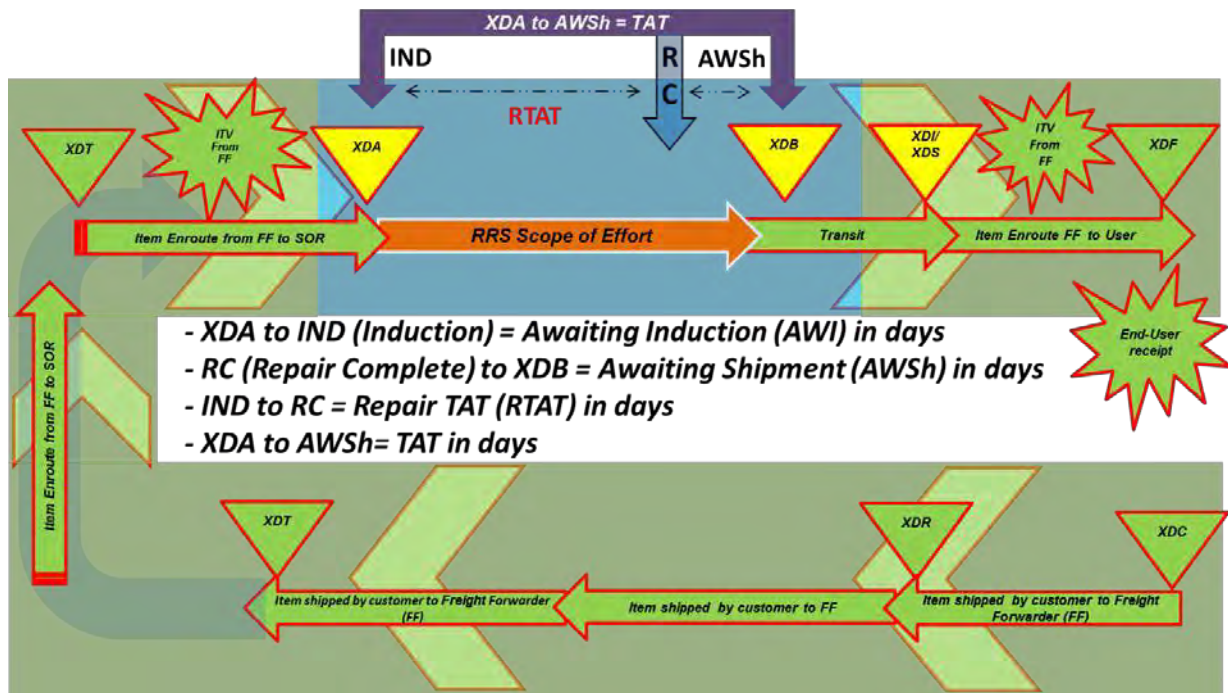 XDA to AWSh = TAT
IND
R
C
AWSh
RTAT
XDT
ITV
From
FF
XDA
XDB
XDI/
XDS
ITV
From
FF
XDF
Item Enroute from FF to SOR
RRS Scope of Effort
Transit
Item Enroute FF to User
- XDA to IND (Induction) = Awaiting Induction (AWI) in days
- RC (Repair Complete) to XDB = Awaiting Shipment (AWSh) in days
- IND to RC = Repair TAT (RTAT) in days
- XDA to AWSh= TAT in days
End-User
receipt
Item Enroute from FF to SOR
XDT
XDR
XDC
Item shipped by customer to Freight Forwarder
(FF)
Item shipped by customer to FF
Item shipped by customer to Freight
Forwarder (FF)